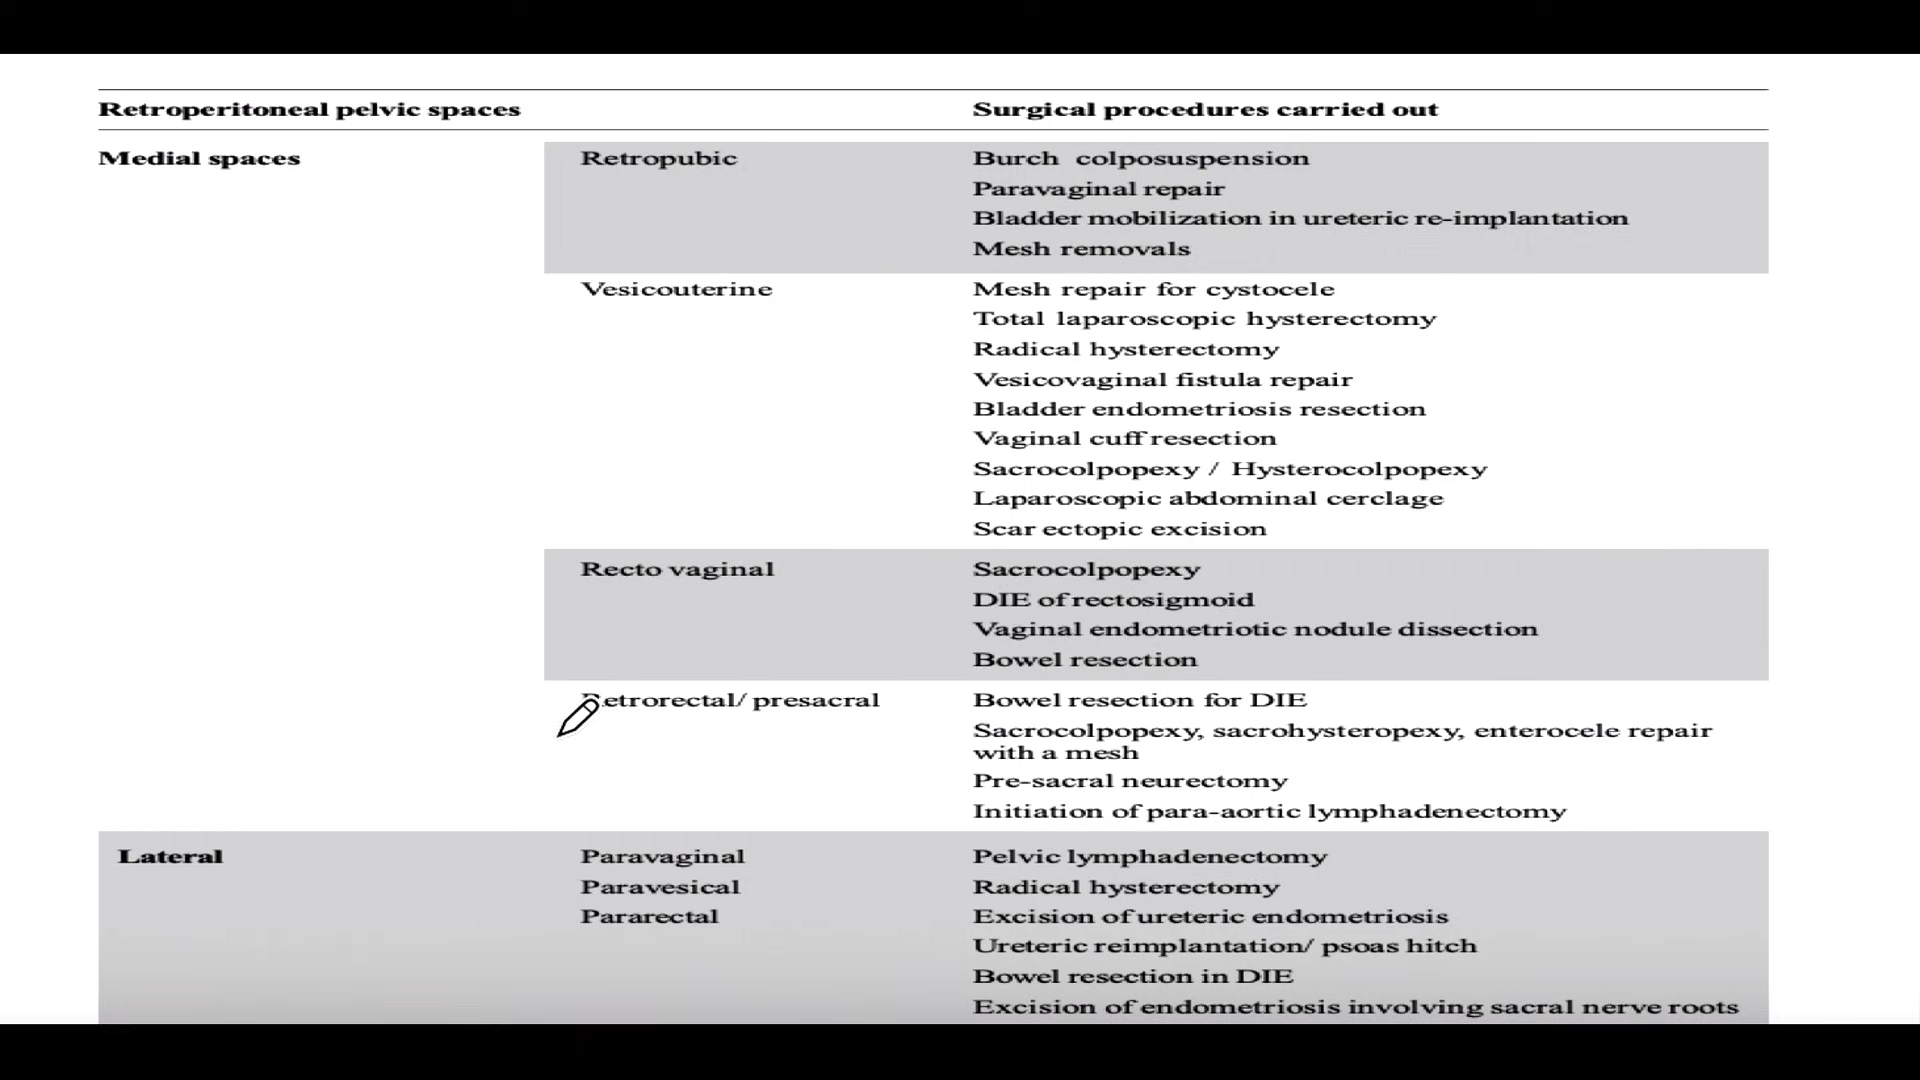 Retroperitoneal pelvic spaces Surgical procedures carried out
Medial spaces Retropubic Burch colposuspension
Paravaginal repair
Bladder mobilization in ureteric re-implantation
Mesh removals
Vesicouterine Mesh repair for cystocele
Total laparoscopic hysterectomy
Radical hysterectomy
Vesicovaginal fistula repair
Bladder endometriosis resection
Vaginal cuff resection
Sacrocolpopexy / Hysterocolpopexy
Laparoscopic abdominal cerclage
Scar ectopic excision
Recto vaginal Sacrocolpopexy
DIE of rectosigmoid
Vaginal endometriotic nodule dissection
Bowel resection
Retrorectal/ presacral Bowel resection for DIE
Sacrocolpopexy, sacrohysteropexy, enterocele repair
with a mesh
Pre-sacral neurectomy
Initiation of para-aortic lymphadenectomy
Lateral Paravaginal Pelvic lymphadenectomy
Paravesical Radical hysterectomy
Pararectal Excision of ureteric endometriosis
Ureteric reimplantation/ psoas hitch
Bowel resection in DIE
Excision of endometriosis involving sacral nerve roots